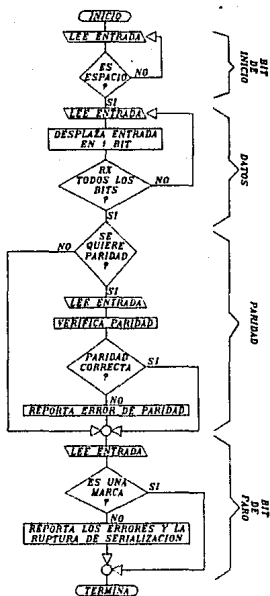 INICIO
LEE ENTRADA
ES
ESPACIO
?
NO
SI
LEE ENTRADA
DESPLAZA ENTRADA
EN 1 BIT
RX
TODOS LOS
BITS
?
NO
SI
SE
QUIERE
PARIDAD
?
NO
SI
LEE ENTRADA
VERIFICA PARIDAD
PARIDAD
CORRECTA
?
SI
NO
REPORTA ERROR DE PARIDAD
LEE ENTRADA
ES UNA
MARCA
?
SI
NO
REPORTA LOS ERRORES Y LA
RUPTURA DE SERIALIZACION
TERMINA
BIT
DE
INICIO
DATOS
PARIDAD
BIT
DE
PARO